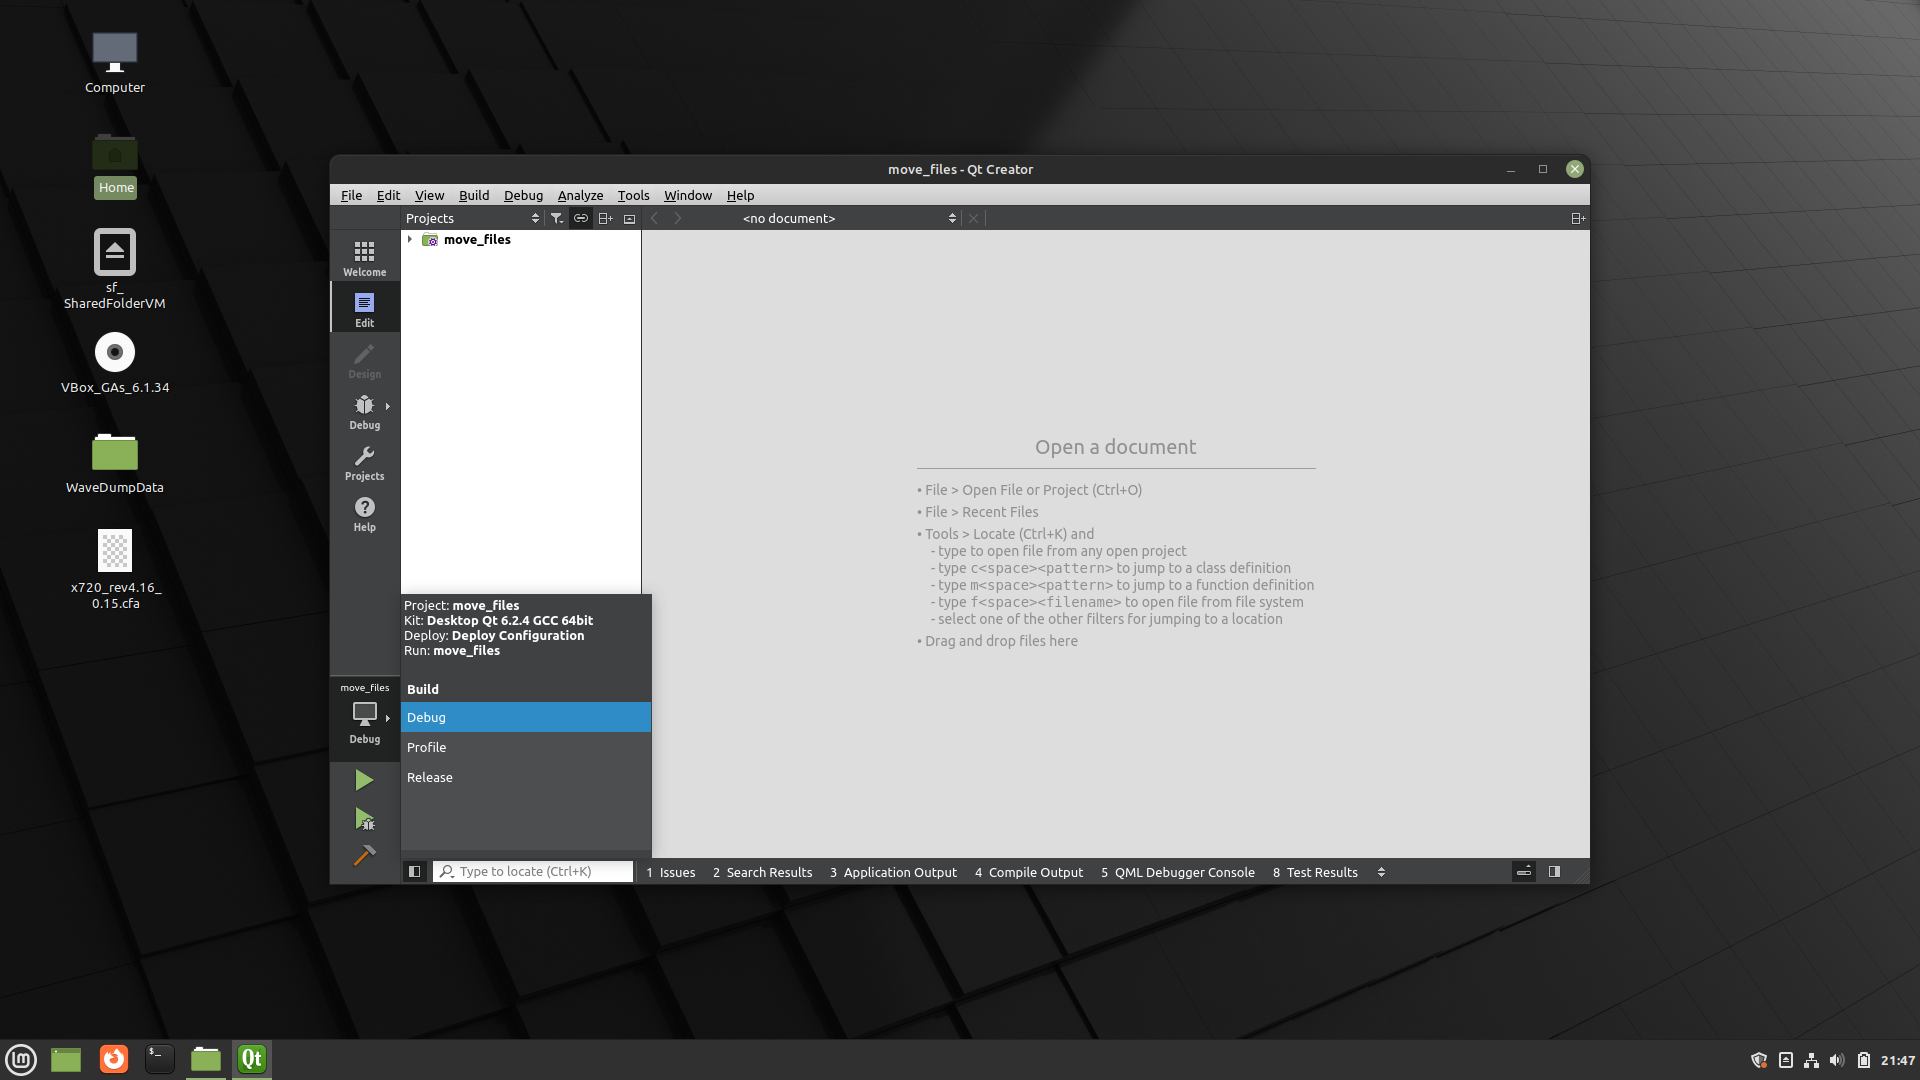 Computer
Home
sf_
SharedFolderVM
VBox_GAs_6.1.34
WaveDumpData
x720_rev4.16_
0.15.cfa
move_files - Qt Creator
File Edit View Build Debug Analyze Tools Window Help
Projects
<no document>
move_files
Welcome
Edit
Design
Debug
Projects
Help
Open a document
• File > Open File or Project (Ctrl+O)
• File > Recent Files
• Tools > Locate (Ctrl+K) and
- type to open file from any open project
- type c<space><pattern> to jump to a class definition
- type m<space><pattern> to jump to a function definition
- type f<space><filename> to open file from file system
- select one of the other filters for jumping to a location
• Drag and drop files here
Project: move_files
Kit: Desktop Qt 6.2.4 GCC 64bit
Deploy: Deploy Configuration
Run: move_files
Build
Debug
Profile
Release
move_files
Debug
Type to locate (Ctrl+K)
1 Issues 2 Search Results 3 Application Output 4 Compile Output 5 QML Debugger Console 8 Test Results
lm
$_
Qt
21:47